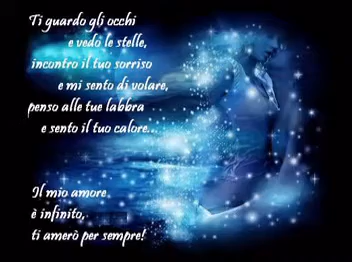 Ti guardo gli occhi
e vedo le stelle,
incontro il tuo sorriso
e mi sento di volare,
penso alle tue labbra
e sento il tuo calore...
Il mio amore
è infinito,
ti amerò per sempre!